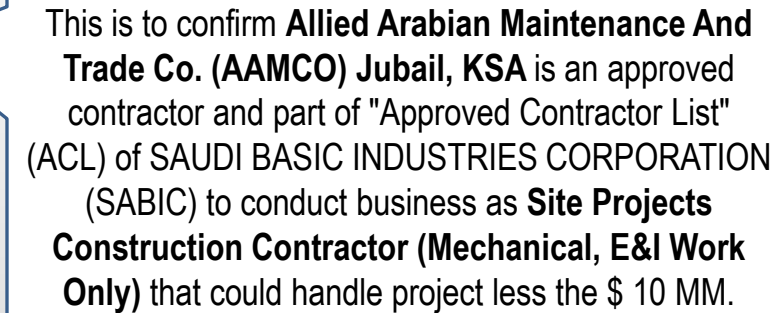 This is to confirm Allied Arabian Maintenance And
Trade Co. (AAMCO) Jubail, KSA is an approved
contractor and part of "Approved Contractor List"
(ACL) of SAUDI BASIC INDUSTRIES CORPORATION
(SABIC) to conduct business as Site Projects
Construction Contractor (Mechanical, E&I Work
Only) that could handle project less the $ 10 MM.